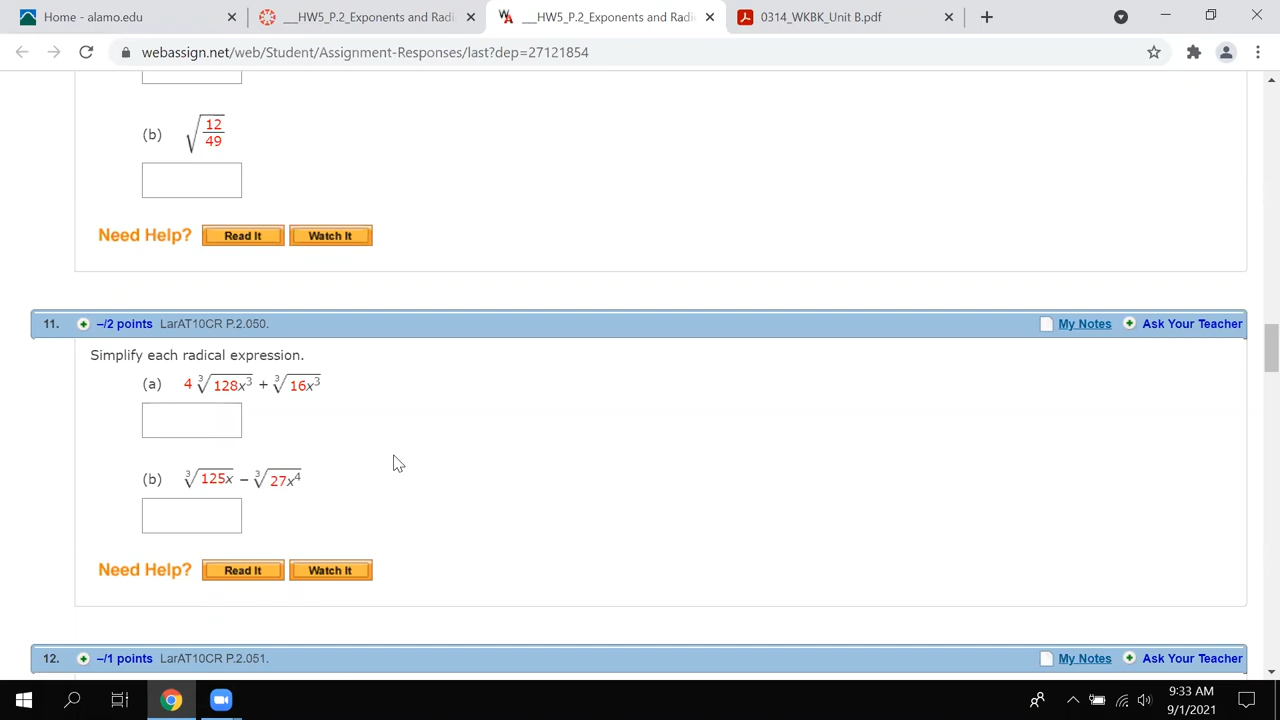 Home - alamo.edu
__HW5_P.2_Exponents and Radi
__HW5_P.2_Exponents and Radi
0314_WKBK_Unit B.pdf
webassign.net/web/Student/Assignment-Responses/last?dep=27121854
(b) √(12/49)
Need Help? Read It Watch It
11. –/2 points LarAT10CR P.2.050. My Notes Ask Your Teacher
Simplify each radical expression.
(a) 4 ∛128x³ + ∛16x³
(b) ∛125x – ∛27x⁴
Need Help? Read It Watch It
12. –/1 points LarAT10CR P.2.051. My Notes Ask Your Teacher
9:33 AM
9/1/2021